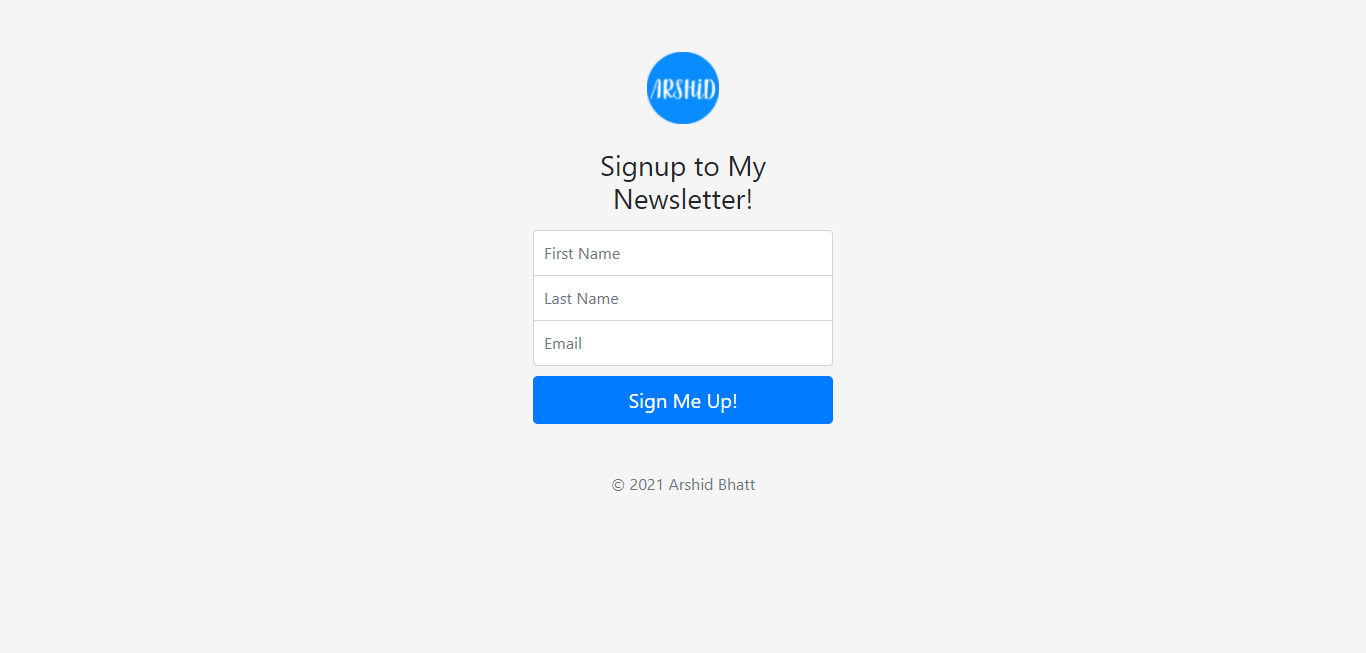 ARSHiD
Signup to My
Newsletter!
First Name
Last Name
Email
Sign Me Up!
© 2021 Arshid Bhatt